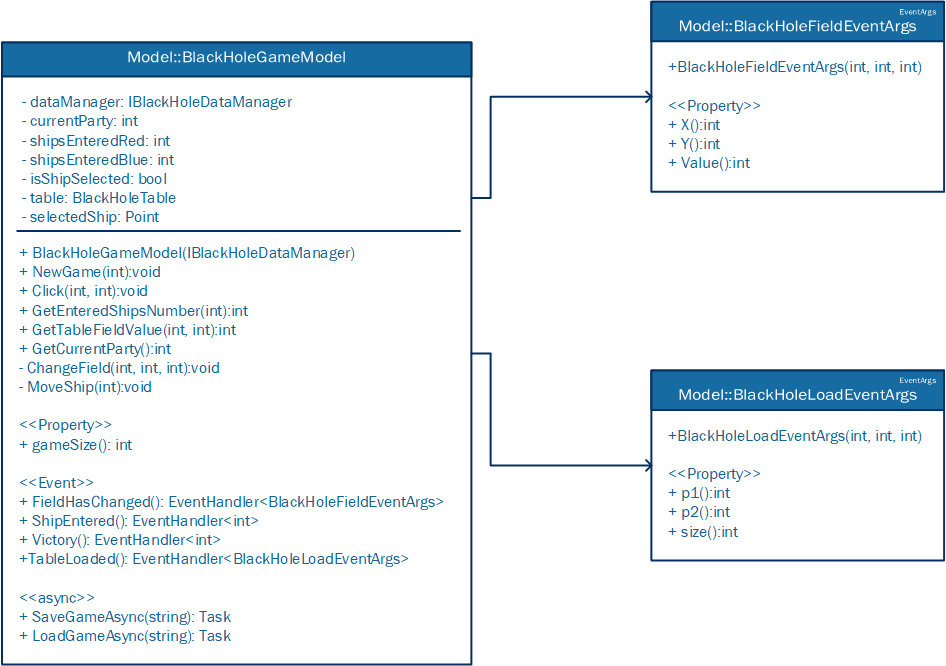 Model::BlackHoleGameModel
- dataManager: IBlackHoleDataManager
- currentParty: int
- shipsEnteredRed: int
- shipsEnteredBlue: int
- isShipSelected: bool
- table: BlackHoleTable
- selectedShip: Point
+ BlackHoleGameModel(IBlackHoleDataManager)
+ NewGame(int):void
+ Click(int, int):void
+ GetEnteredShipsNumber(int):int
+ GetTableFieldValue(int, int):int
+ GetCurrentParty():int
- ChangeField(int, int, int):void
- MoveShip(int):void
<<Property>>
+ gameSize(): int
<<Event>>
+ FieldHasChanged(): EventHandler<BlackHoleFieldEventArgs>
+ ShipEntered(): EventHandler<int>
+ Victory(): EventHandler<int>
+TableLoaded(): EventHandler<BlackHoleLoadEventArgs>
<<async>>
+ SaveGameAsync(string): Task
+ LoadGameAsync(string): Task
EventArgs
Model::BlackHoleFieldEventArgs
+BlackHoleFieldEventArgs(int, int, int)
<<Property>>
+ X():int
+ Y():int
+ Value():int
EventArgs
Model::BlackHoleLoadEventArgs
+BlackHoleLoadEventArgs(int, int, int)
<<Property>>
+ p1():int
+ p2():int
+ size():int